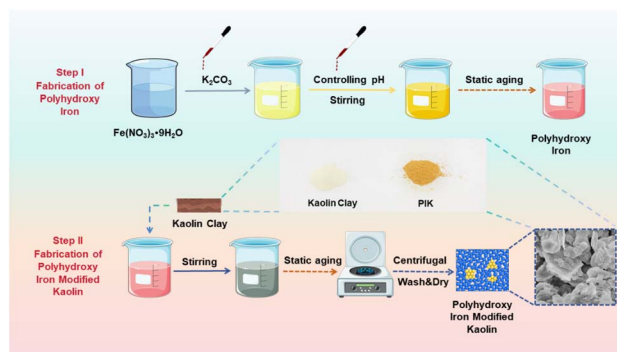 Step I
Fabrication of
Polyhydroxy
Iron
K₂CO₃
Controlling pH
Stirring
Static aging
Fe(NO₃)₃•9H₂O
Polyhydroxy
Iron
Kaolin Clay
PIK
Kaolin Clay
Step II
Fabrication of
Polyhydroxy
Iron Modified
Kaolin
Stirring
Static aging
Centrifugal
Wash&Dry
Polyhydroxy
Iron Modified
Kaolin